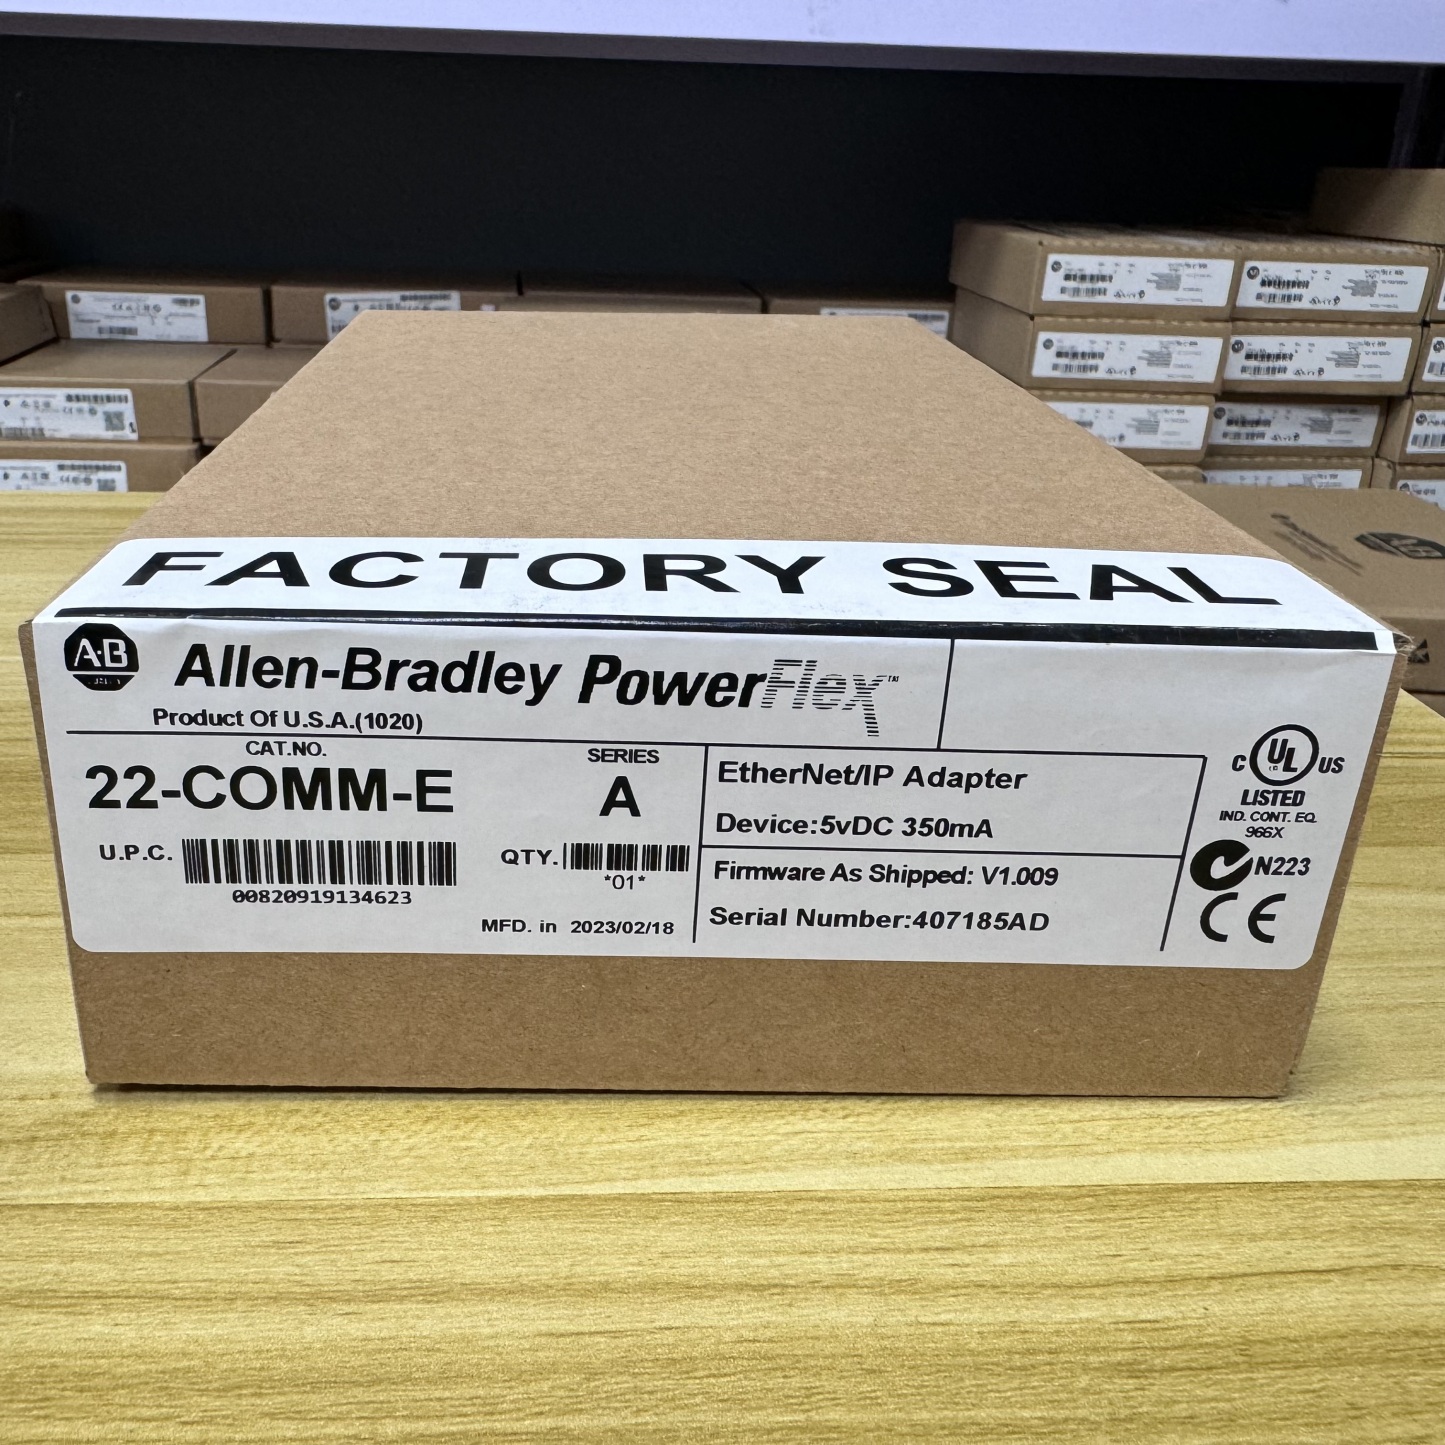 FACTORY SEAL
A·B
Allen-Bradley PowerFlex™
Product Of U.S.A.(1020)
CAT.NO.
22-COMM-E
SERIES
A
U.P.C.
00820919134623
QTY.
*01*
MFD. in 2023/02/18
EtherNet/IP Adapter
Device:5vDC 350mA
Firmware As Shipped: V1.009
Serial Number:407185AD
C UL US
LISTED
IND. CONT. EQ.
966X
N223
CE